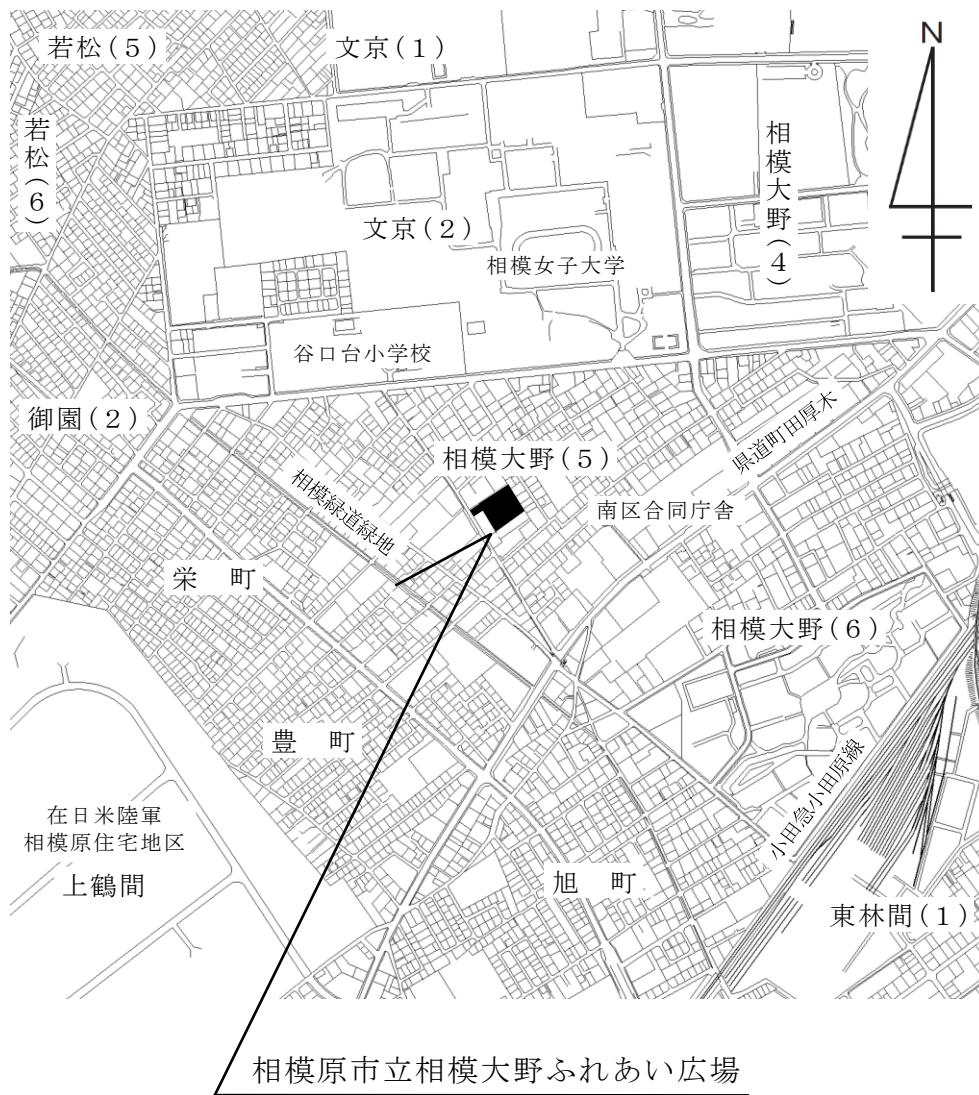 若松(5)
文京(1)
N
若松(6)
相模大野(4)
文京(2)
相模女子大学
谷口台小学校
御園(2)
県道町田厚木
相模大野(5)
相模緑道緑地
南区合同庁舎
栄 町
相模大野(6)
豊 町
小田急小田原線
在日米陸軍
相模原住宅地区
上鶴間
旭 町
東林間(1)
相模原市立相模大野ふれあい広場